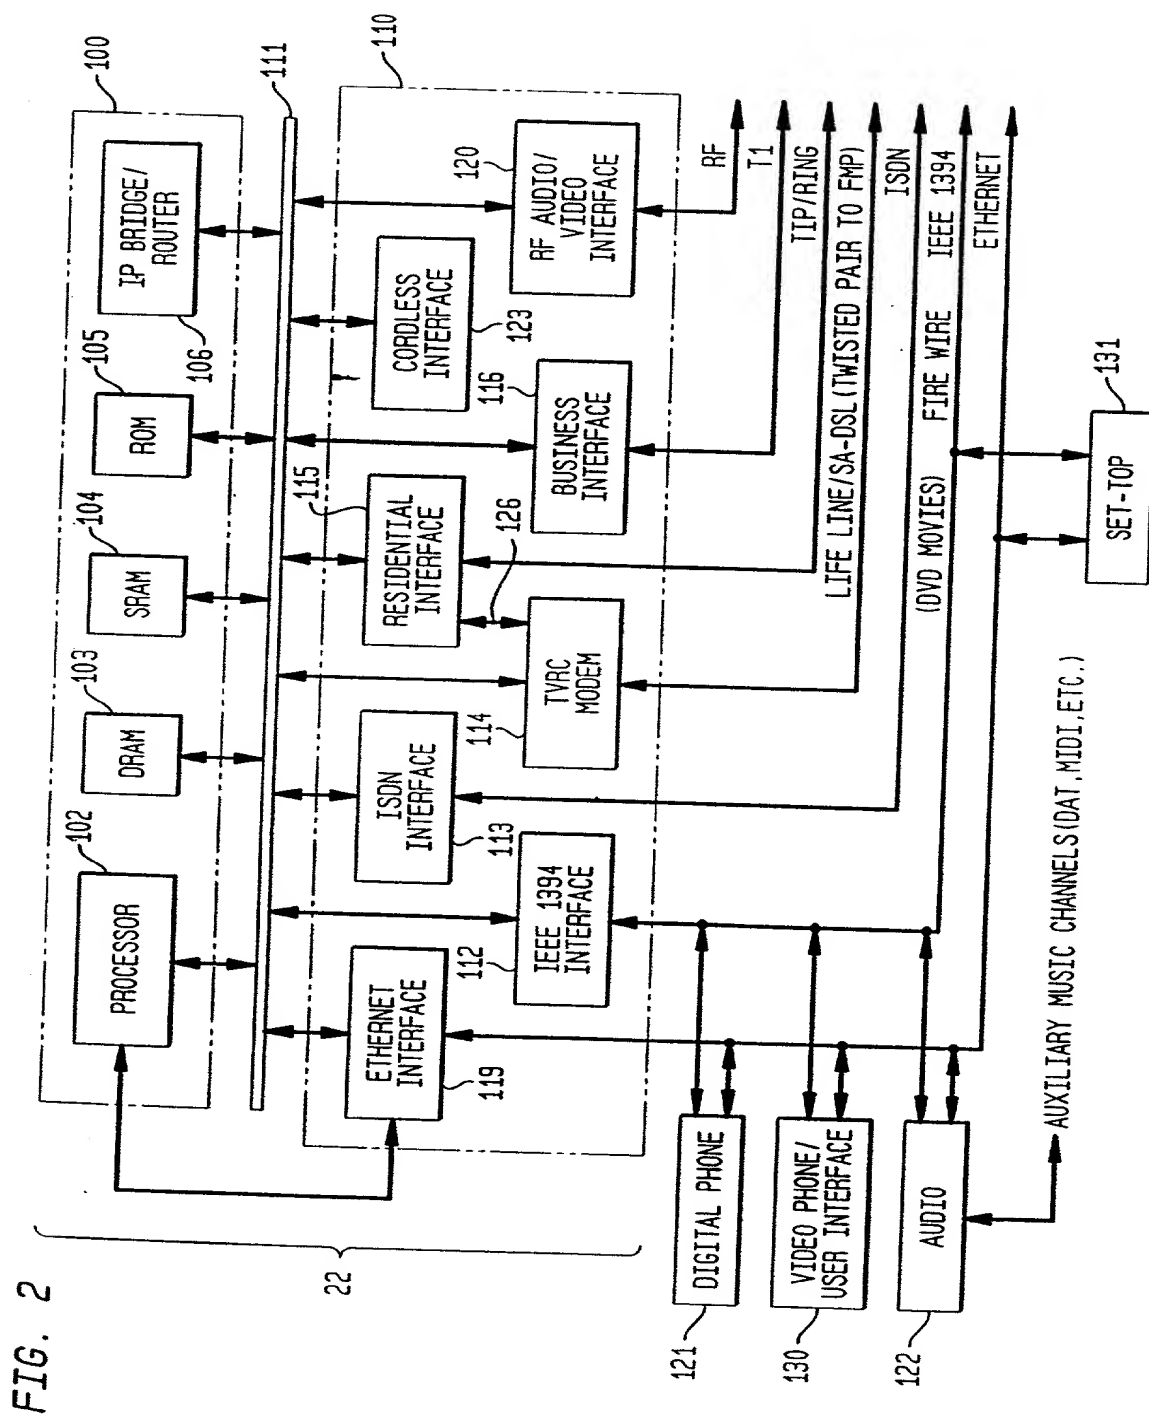 FIG. 2
22
100
PROCESSOR
102
DRAM
103
SRAM
104
ROM
105
IP BRIDGE/
ROUTER
106
111
110
ETHERNET
INTERFACE
119
IEEE 1394
INTERFACE
112
ISDN
INTERFACE
113
TVRC
MODEM
114
126
RESIDENTIAL
INTERFACE
115
BUSINESS
INTERFACE
116
CORDLESS
INTERFACE
123
RF AUDIO/
VIDEO
INTERFACE
120
RF
T1
TIP/RING
LIFE LINE/SA-DSL(TWISTED PAIR TO FMP)
ISDN
(DVD MOVIES) FIRE WIRE IEEE 1394
ETHERNET
DIGITAL PHONE
121
VIDEO PHONE/
USER INTERFACE
130
AUDIO
122
AUXILIARY MUSIC CHANNELS(DAT,MIDI,ETC.)
SET-TOP
131